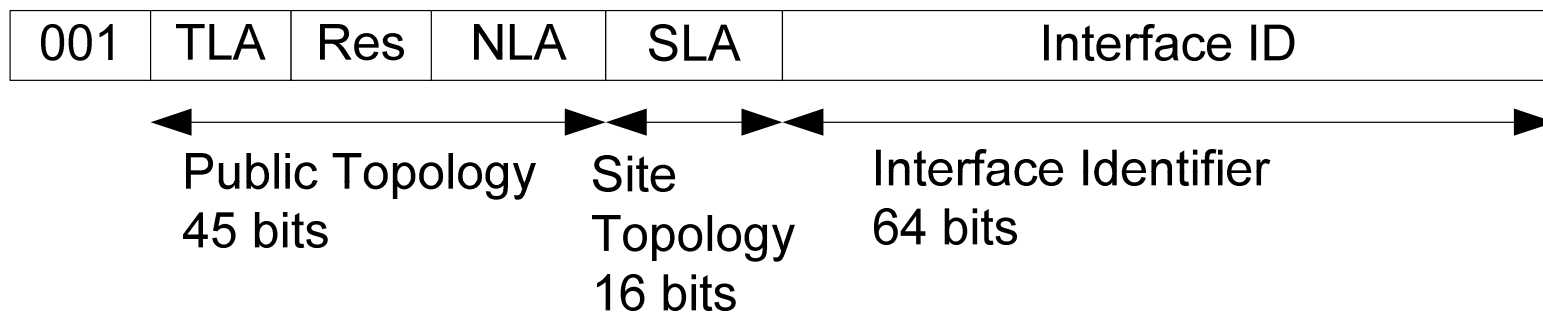 001 TLA Res NLA SLA Interface ID
Public Topology
45 bits
Site
Topology
16 bits
Interface Identifier
64 bits